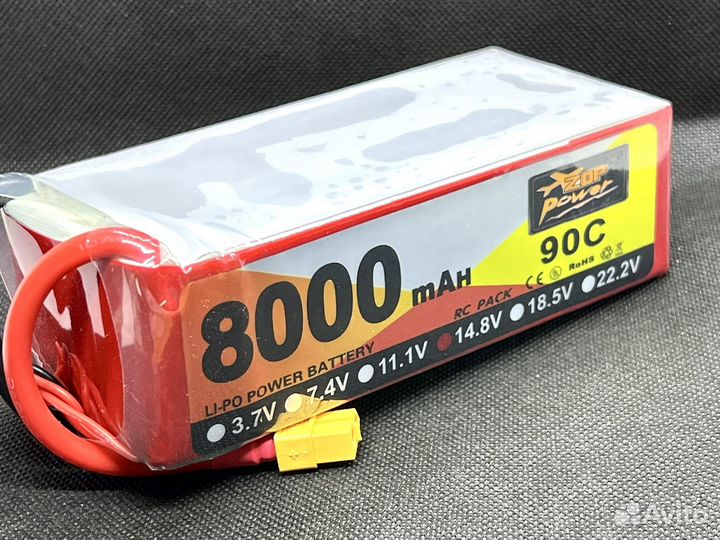 ZOP
Power
90C
CE RoHS
8000 mAH
RC PACK
LI-PO POWER BATTERY
3.7V 7.4V 11.1V 14.8V 18.5V 22.2V
Avito